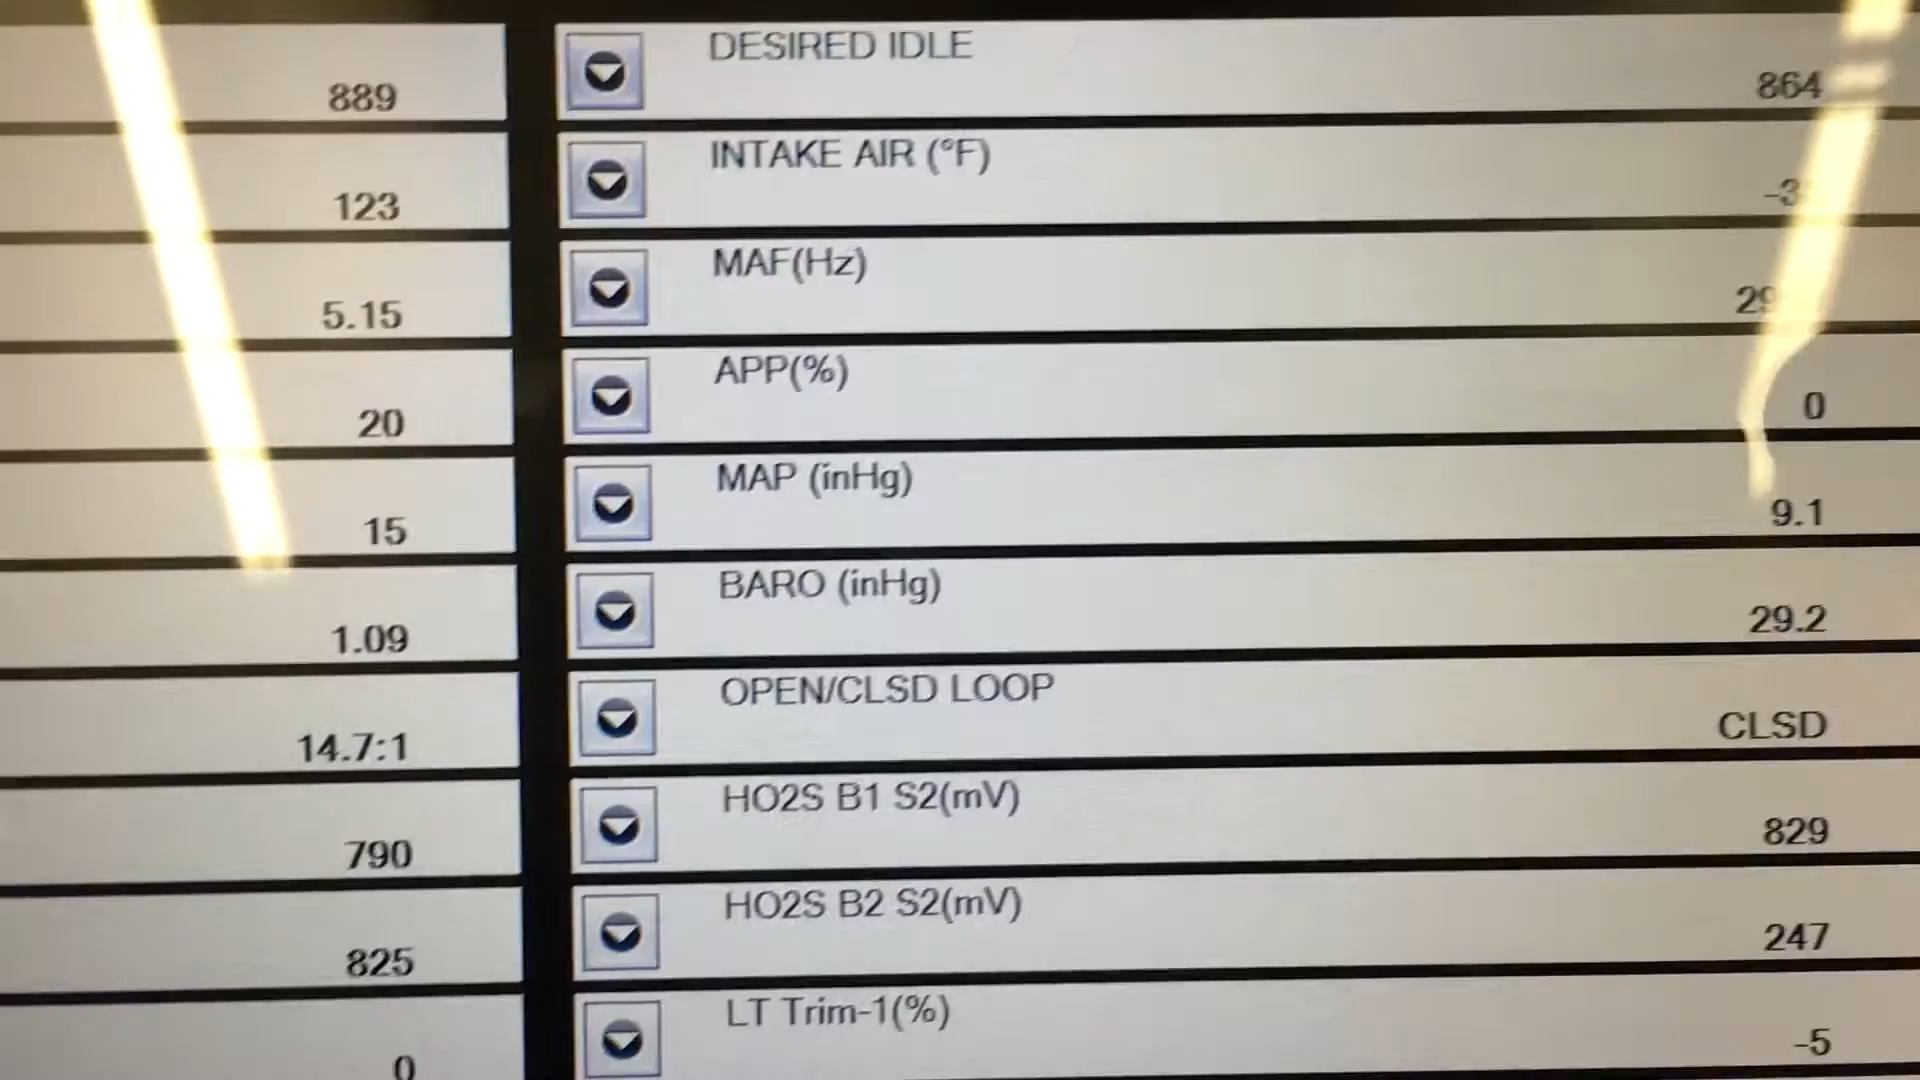 889
DESIRED IDLE
864
123
INTAKE AIR (°F)
5.15
MAF(Hz)
20
APP(%)
0
15
MAP (inHg)
9.1
1.09
BARO (inHg)
29.2
14.7:1
OPEN/CLSD LOOP
CLSD
790
HO2S B1 S2(mV)
829
825
HO2S B2 S2(mV)
247
0
LT Trim-1(%)
-5